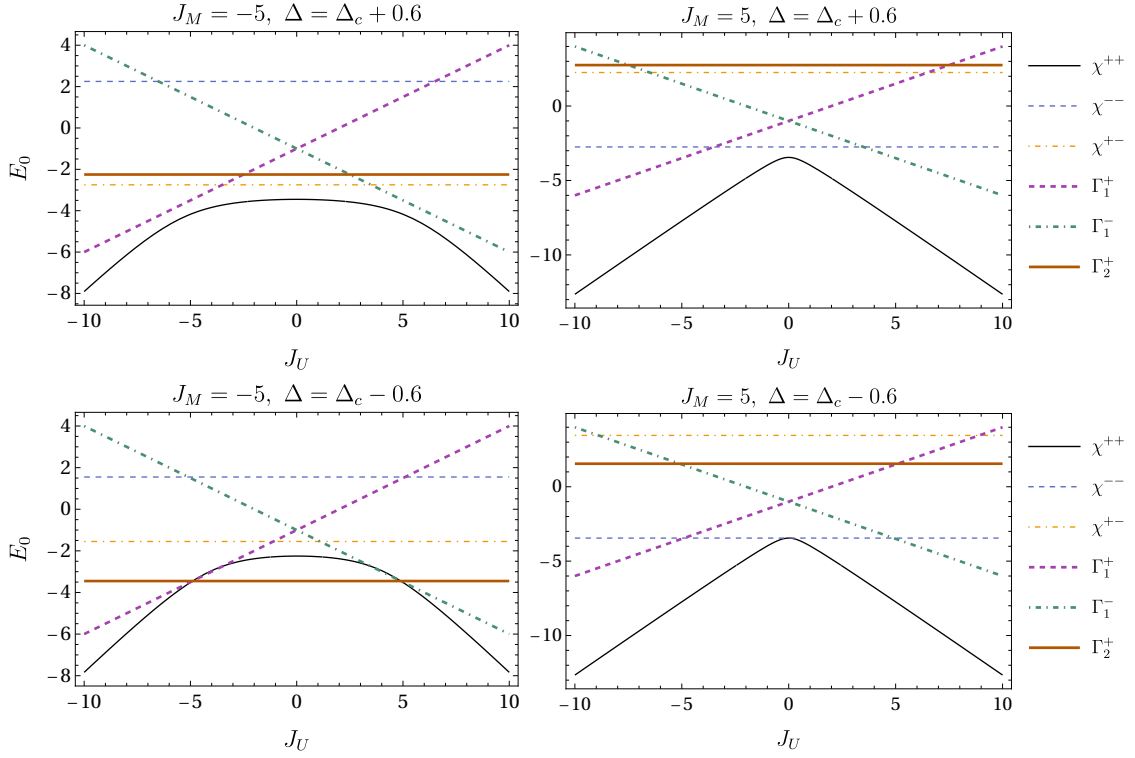 J_M = −5, Δ = Δ_c + 0.6
4
2
0
−2
−4
−6
−8
E_0
−10 −5 0 5 10
J_U
J_M = 5, Δ = Δ_c + 0.6
0
−5
−10
−10 −5 0 5 10
J_U
χ^{++}
χ^{−−}
χ^{+−}
Γ_1^+
Γ_1^−
Γ_2^+
J_M = −5, Δ = Δ_c − 0.6
4
2
0
−2
−4
−6
−8
E_0
−10 −5 0 5 10
J_U
J_M = 5, Δ = Δ_c − 0.6
0
−5
−10
−10 −5 0 5 10
J_U
χ^{++}
χ^{−−}
χ^{+−}
Γ_1^+
Γ_1^−
Γ_2^+